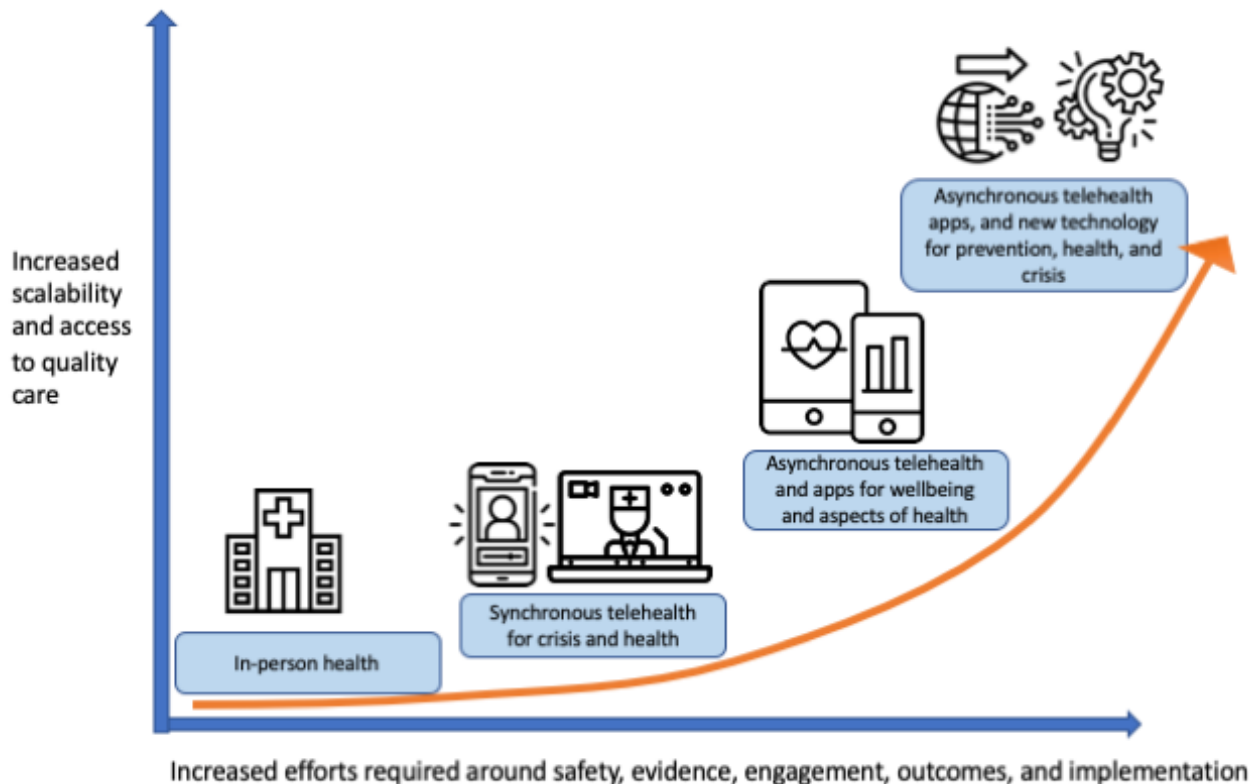 Increased
scalability
and access
to quality
care
In-person health
Synchronous telehealth
for crisis and health
Asynchronous telehealth
and apps for wellbeing
and aspects of health
Asynchronous telehealth
apps, and new technology
for prevention, health, and
crisis
Increased efforts required around safety, evidence, engagement, outcomes, and implementation